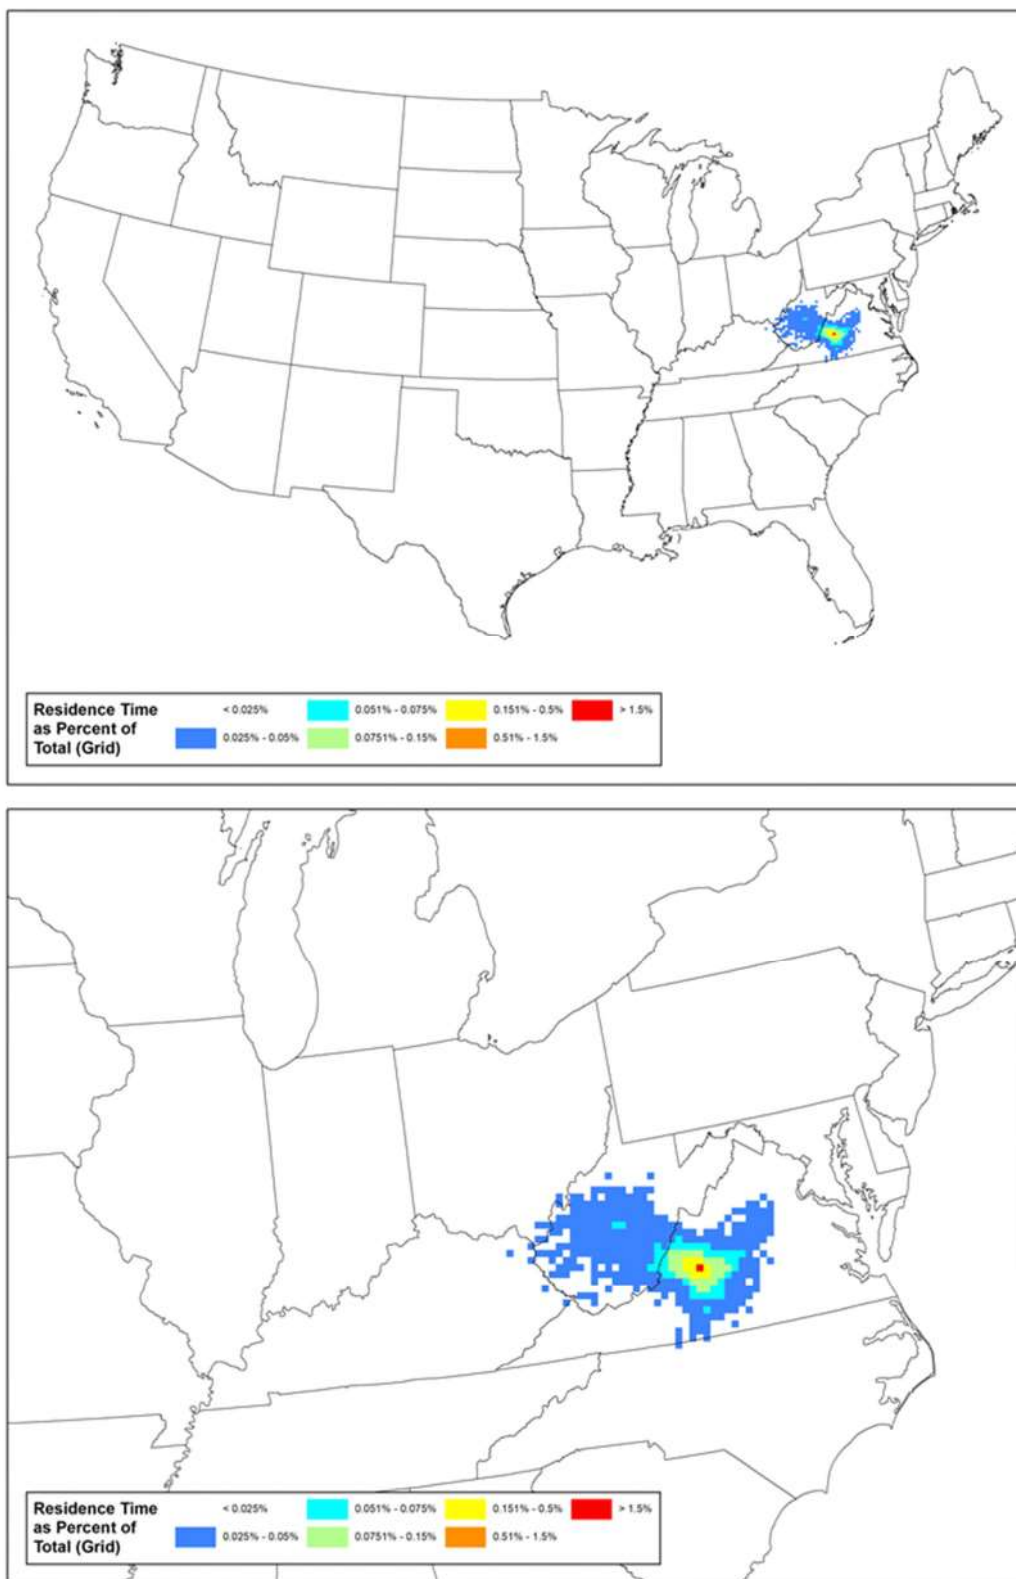 Residence Time
as Percent of
Total (Grid)
< 0.025% 0.051% - 0.075% 0.151% - 0.5% > 1.5%
0.025% - 0.05% 0.0751% - 0.15% 0.51% - 1.5%
Residence Time
as Percent of
Total (Grid)
< 0.025% 0.051% - 0.075% 0.151% - 0.5% > 1.5%
0.025% - 0.05% 0.0751% - 0.15% 0.51% - 1.5%